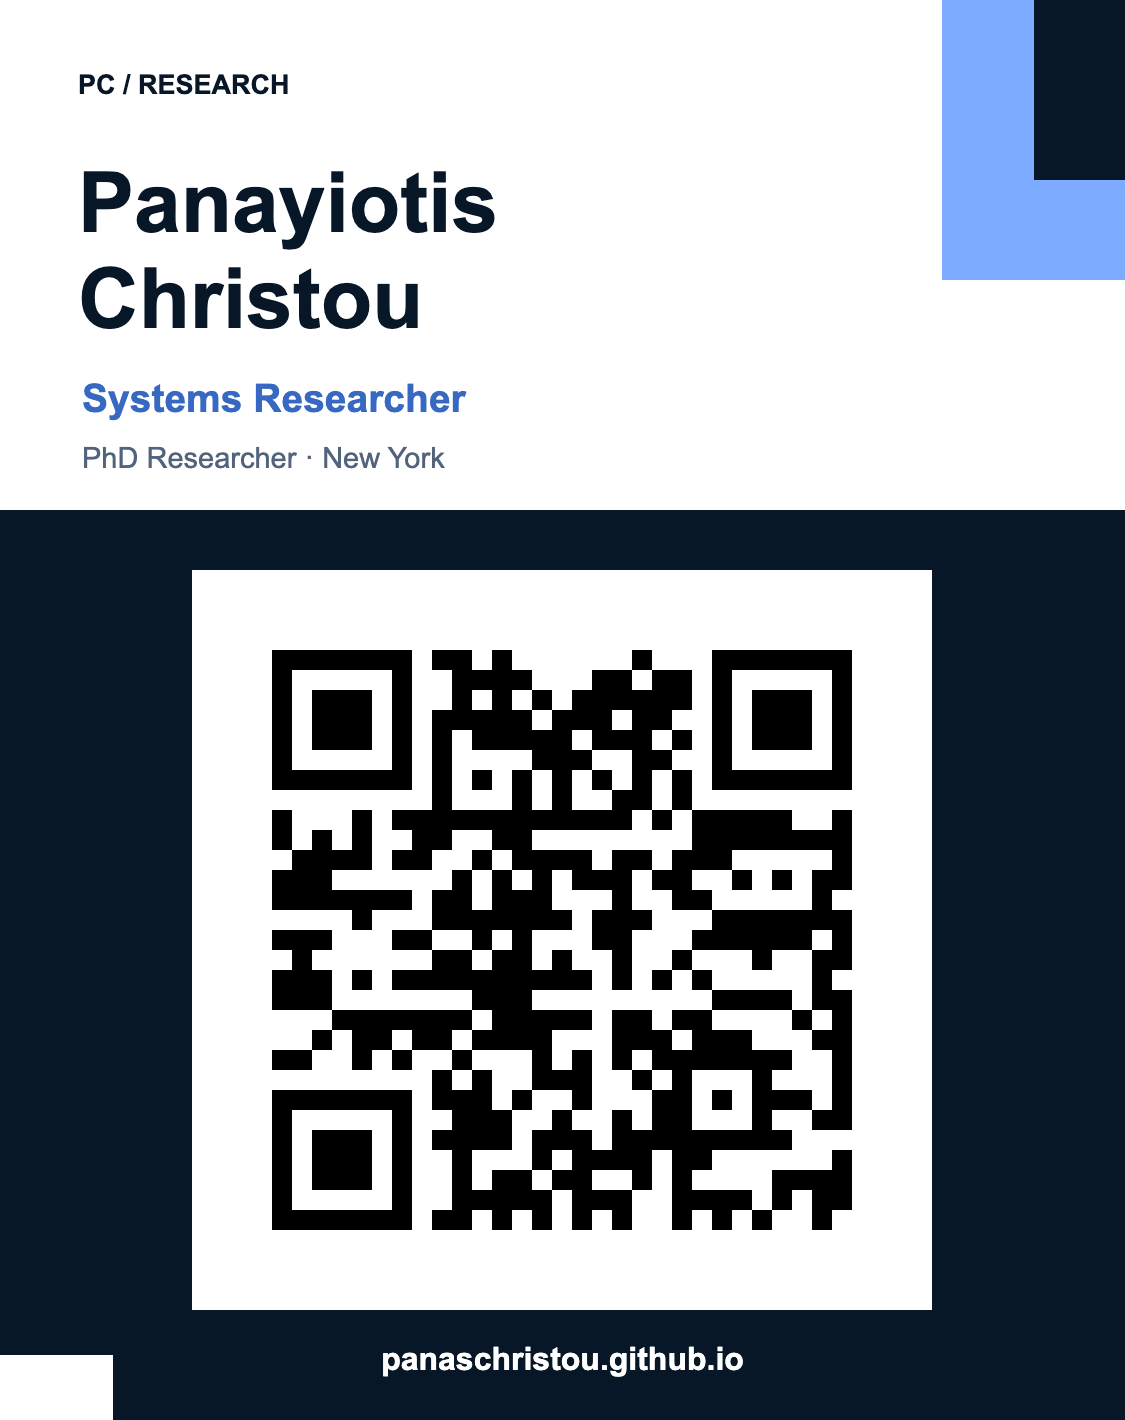 PC / RESEARCH
Panayiotis
Christou
Systems Researcher
PhD Researcher · New York
panaschristou.github.io